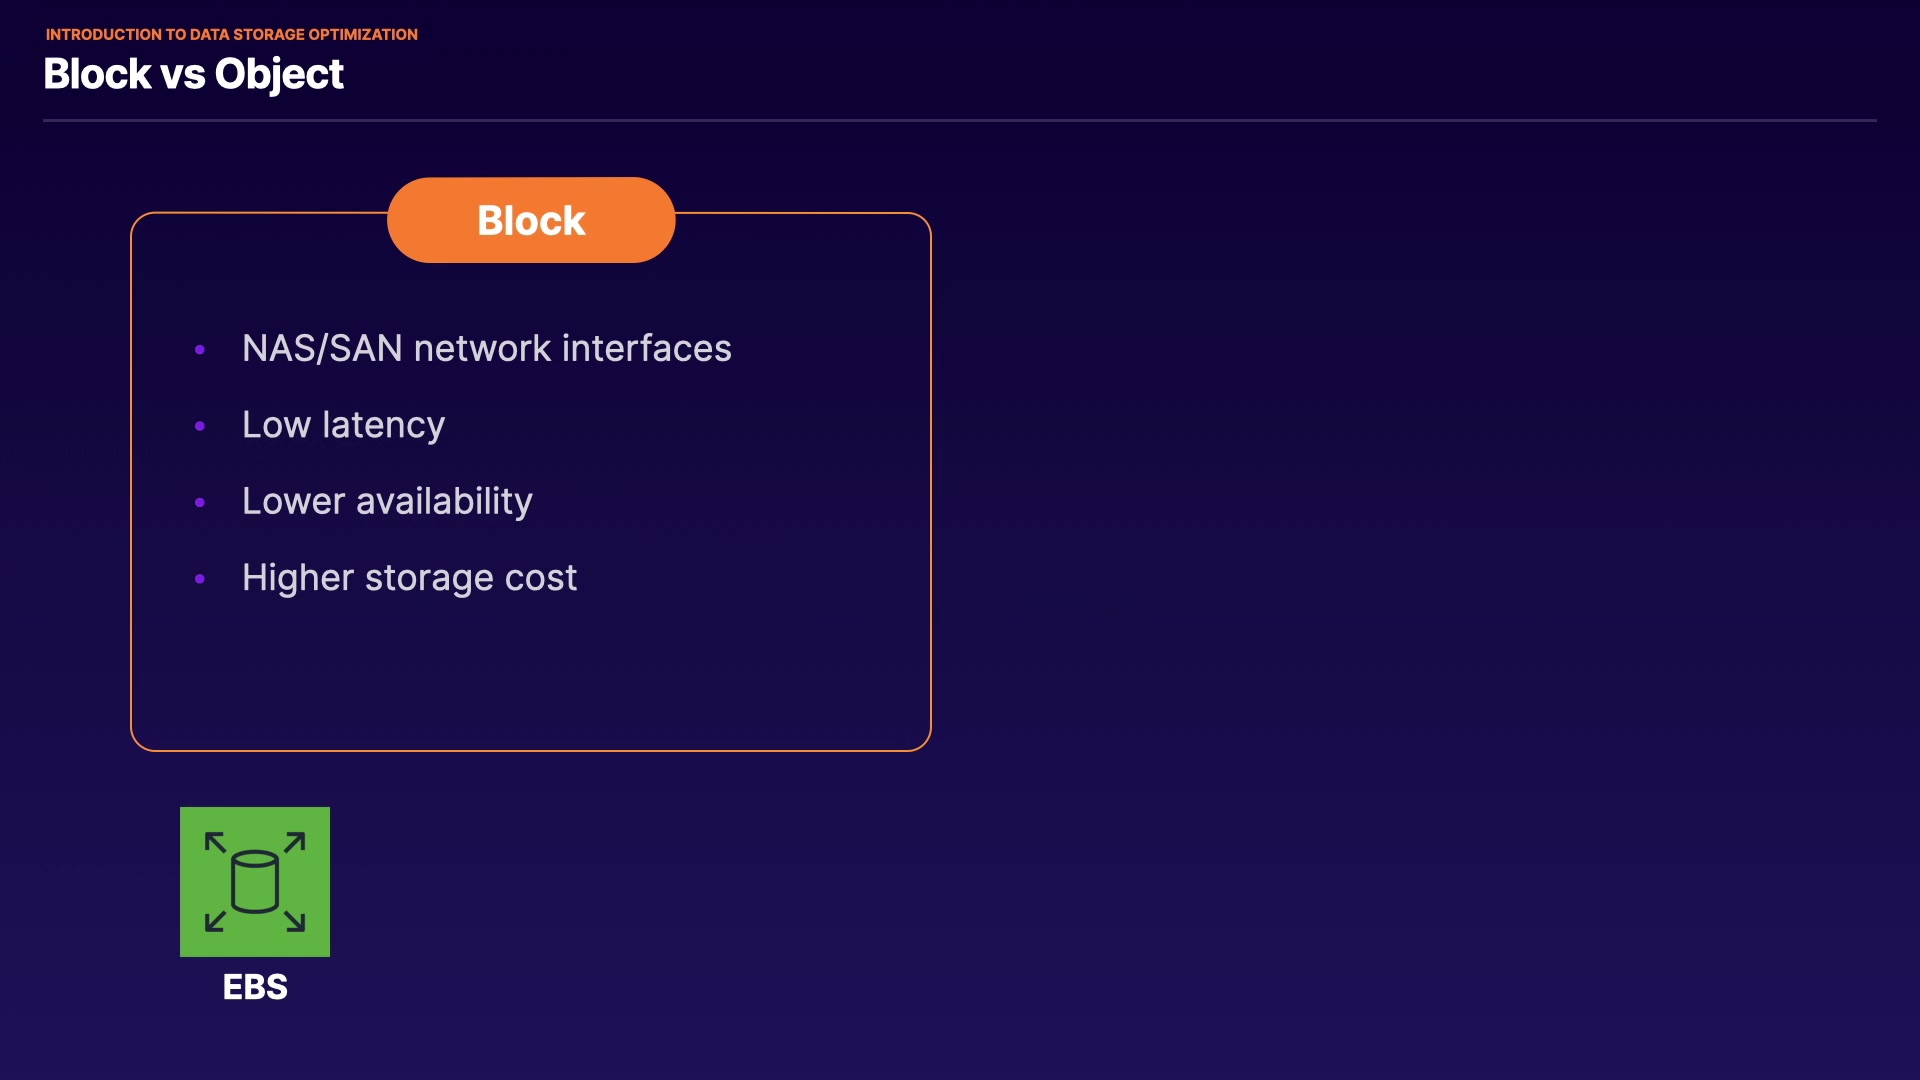 INTRODUCTION TO DATA STORAGE OPTIMIZATION
Block vs Object
Block
• NAS/SAN network interfaces
• Low latency
• Lower availability
• Higher storage cost
EBS